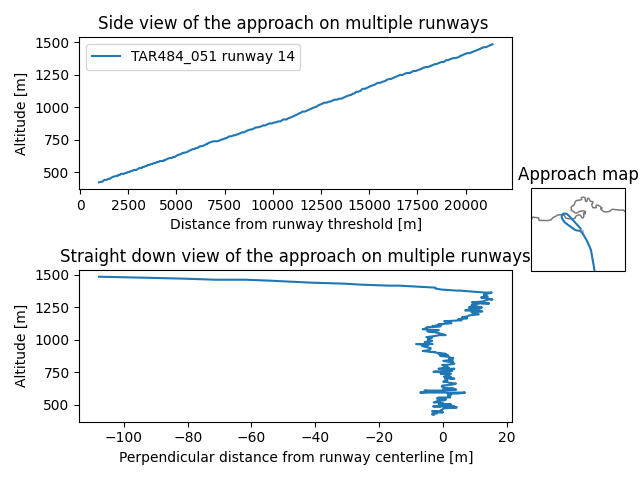 Side view of the approach on multiple runways
1500
1250
1000
750
500
Altitude [m]
TAR484_051 runway 14
0 2500 5000 7500 10000 12500 15000 17500 20000
Distance from runway threshold [m]
Approach map
Straight down view of the approach on multiple runways
1500
1250
1000
750
500
Altitude [m]
−100 −80 −60 −40 −20 0 20
Perpendicular distance from runway centerline [m]